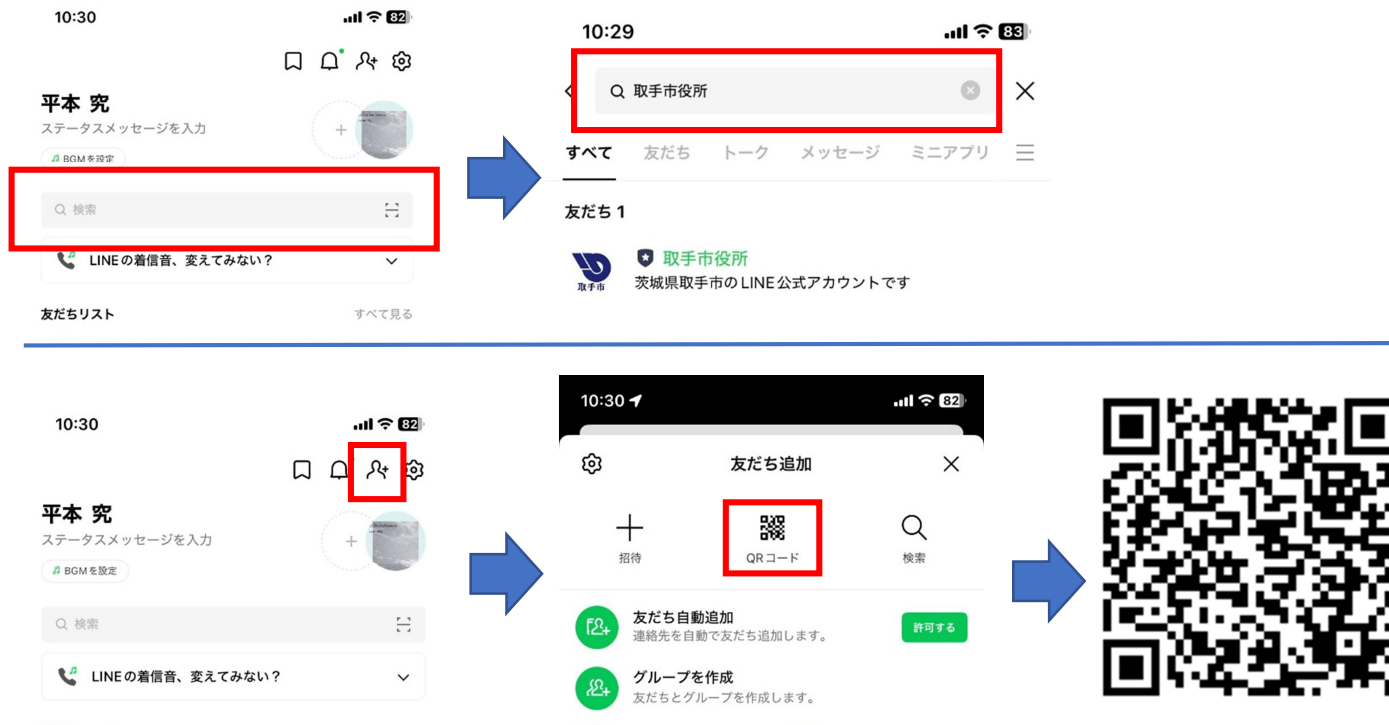 10:30
82
平本 究
ステータスメッセージを入力
BGMを設定
検索
LINEの着信音、変えてみない？
友だちリスト
すべて見る
10:29
83
取手市役所
すべて 友だち トーク メッセージ ミニアプリ
友だち 1
取手市
取手市役所
茨城県取手市のLINE公式アカウントです
10:30
82
平本 究
ステータスメッセージを入力
BGMを設定
検索
LINEの着信音、変えてみない？
10:30
82
友だち追加
招待
QRコード
検索
友だち自動追加
連絡先を自動で友だち追加します。
許可する
グループを作成
友だちとグループを作成します。